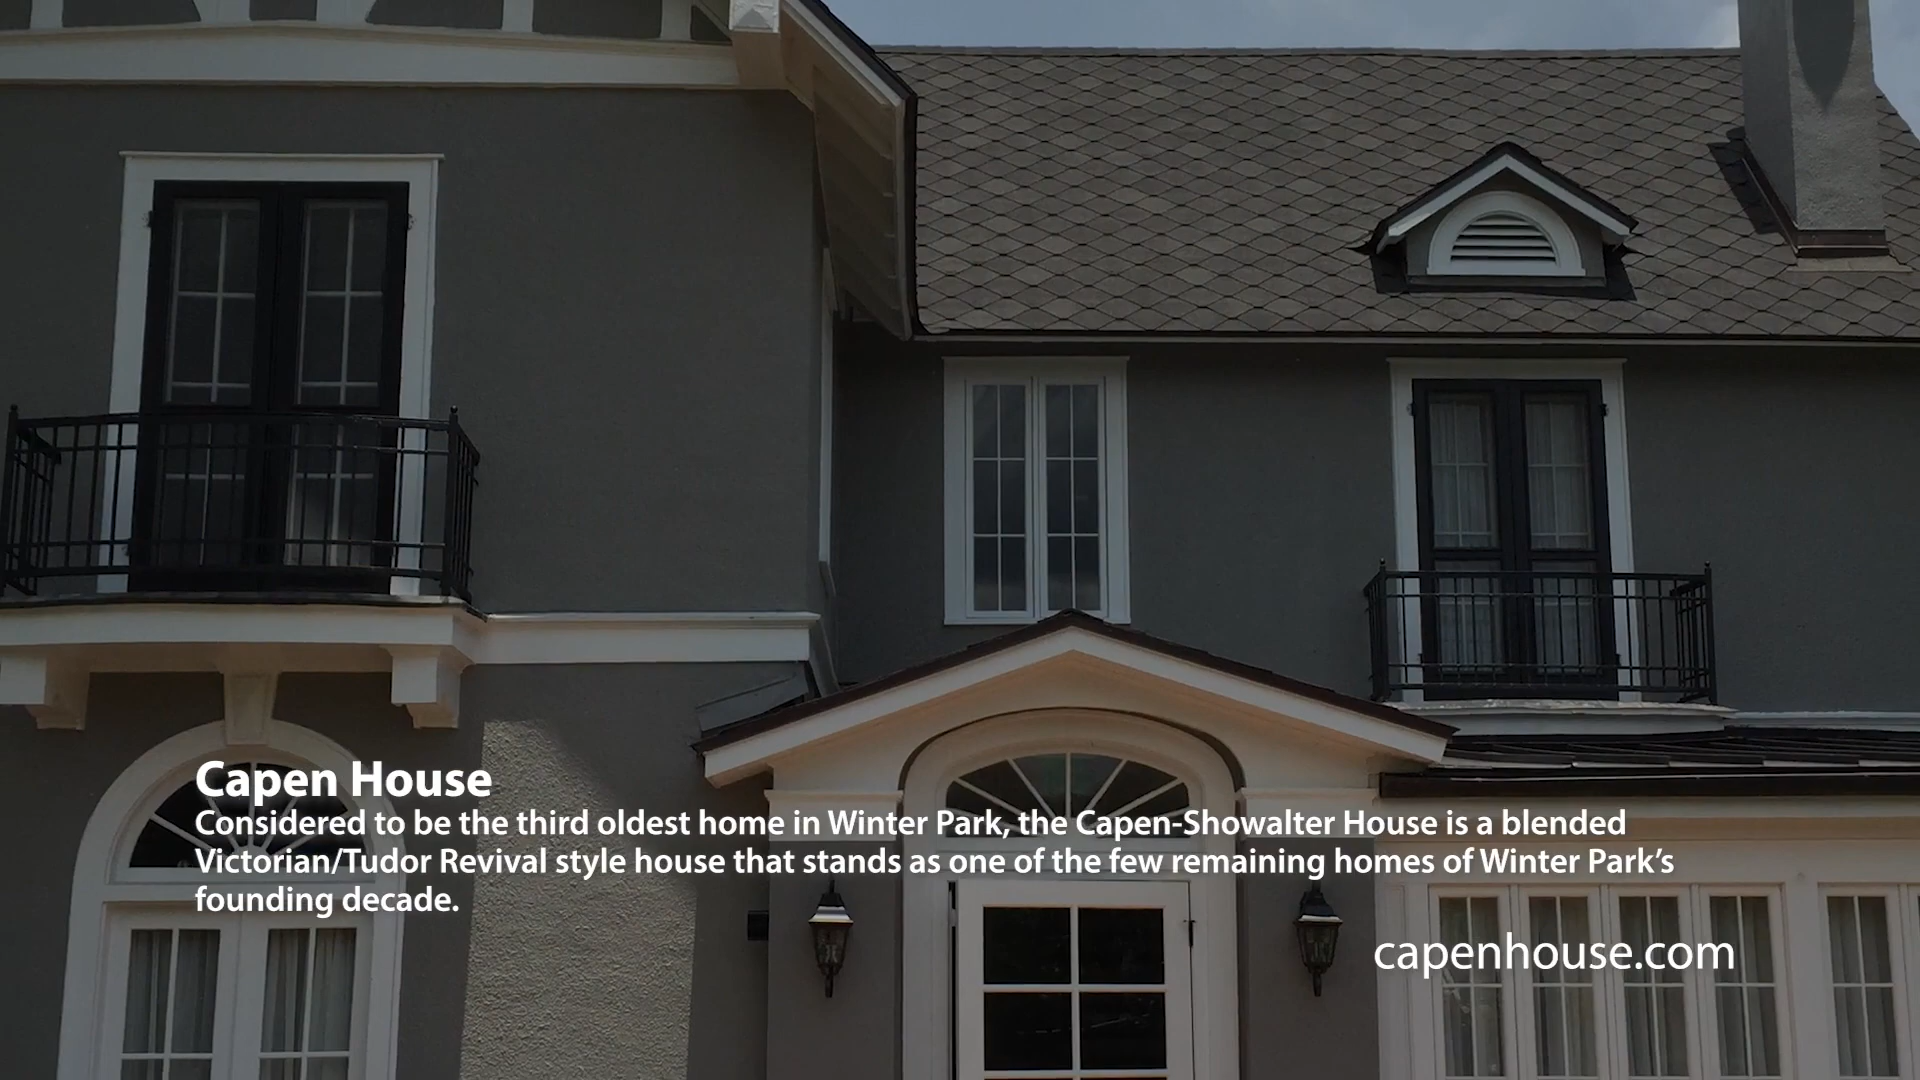 Capen House
Considered to be the third oldest home in Winter Park, the Capen-Showalter House is a blended
Victorian/Tudor Revival style house that stands as one of the few remaining homes of Winter Park’s
founding decade.
capenhouse.com